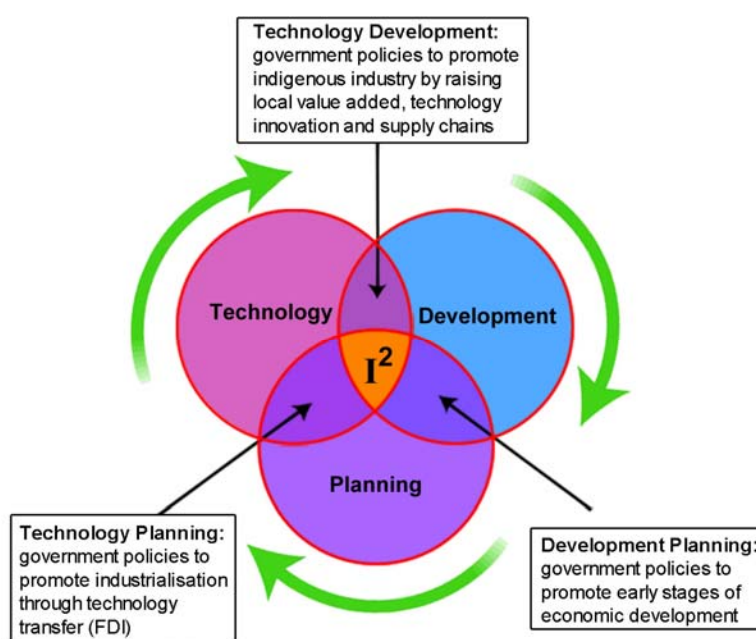 Technology Development:
government policies to promote
indigenous industry by raising
local value added, technology
innovation and supply chains
Technology
Development
I²
Planning
Technology Planning:
government policies to
promote industrialisation
through technology
transfer (FDI)
Development Planning:
government policies to
promote early stages of
economic development